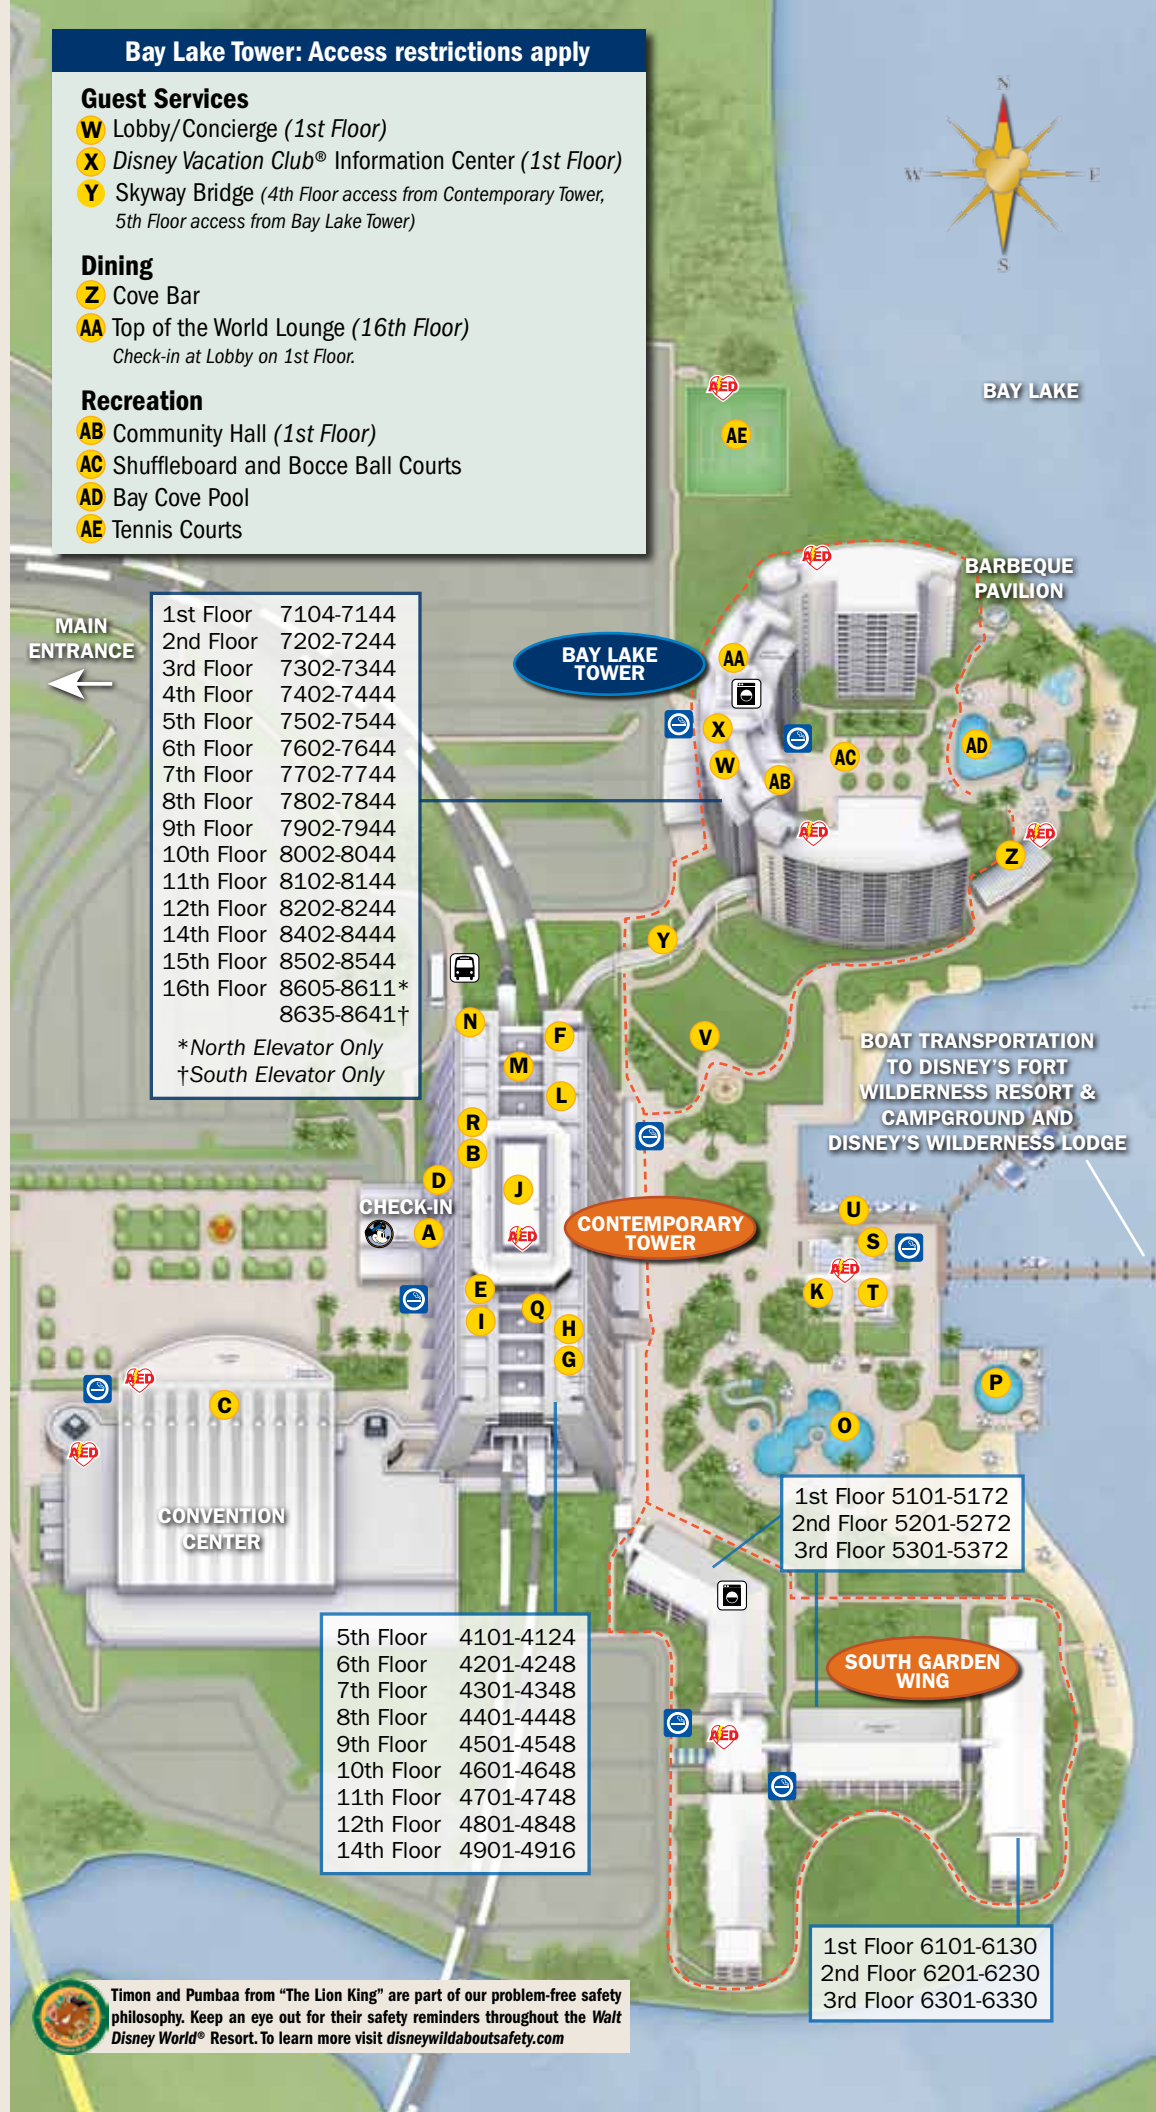 Bay Lake Tower: Access restrictions apply
Guest Services
W Lobby/Concierge (1st Floor)
X Disney Vacation Club® Information Center (1st Floor)
Y Skyway Bridge (4th Floor access from Contemporary Tower,
5th Floor access from Bay Lake Tower)
Dining
Z Cove Bar
AA Top of the World Lounge (16th Floor)
Check-in at Lobby on 1st Floor.
Recreation
AB Community Hall (1st Floor)
AC Shuffleboard and Bocce Ball Courts
AD Bay Cove Pool
AE Tennis Courts
N
W
E
S
BAY LAKE
AED
AE
AED
BARBEQUE
PAVILION
MAIN
ENTRANCE
1st Floor 7104-7144
2nd Floor 7202-7244
3rd Floor 7302-7344
4th Floor 7402-7444
5th Floor 7502-7544
6th Floor 7602-7644
7th Floor 7702-7744
8th Floor 7802-7844
9th Floor 7902-7944
10th Floor 8002-8044
11th Floor 8102-8144
12th Floor 8202-8244
14th Floor 8402-8444
15th Floor 8502-8544
16th Floor 8605-8611*
8635-8641†
*North Elevator Only
†South Elevator Only
BAY LAKE
TOWER
AA
X
W
AB
AC
AD
AED
AED
Z
Y
V
BOAT TRANSPORTATION
TO DISNEY'S FORT
WILDERNESS RESORT &
CAMPGROUND AND
DISNEY'S WILDERNESS LODGE
N
F
M
L
R
B
D
J
CHECK-IN
A
AED
CONTEMPORARY
TOWER
U
S
AED
K
T
E
I
Q
H
G
P
O
AED
C
AED
CONVENTION
CENTER
1st Floor 5101-5172
2nd Floor 5201-5272
3rd Floor 5301-5372
5th Floor 4101-4124
6th Floor 4201-4248
7th Floor 4301-4348
8th Floor 4401-4448
9th Floor 4501-4548
10th Floor 4601-4648
11th Floor 4701-4748
12th Floor 4801-4848
14th Floor 4901-4916
SOUTH GARDEN
WING
AED
1st Floor 6101-6130
2nd Floor 6201-6230
3rd Floor 6301-6330
Timon and Pumbaa from “The Lion King” are part of our problem-free safety
philosophy. Keep an eye out for their safety reminders throughout the Walt
Disney World® Resort. To learn more visit disneywildaboutsafety.com